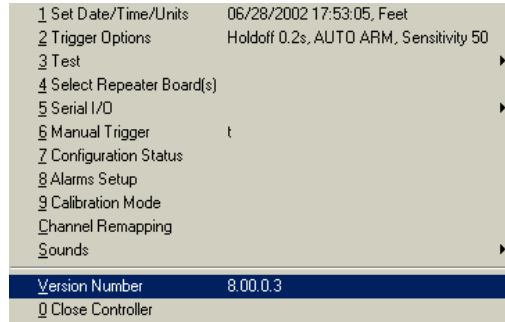 1 Set Date/Time/Units 06/28/2002 17:53:05, Feet
2 Trigger Options Holdoff 0.2s, AUTO ARM, Sensitivity 50
3 Test
4 Select Repeater Board(s)
5 Serial I/O
6 Manual Trigger t
7 Configuration Status
8 Alarms Setup
9 Calibration Mode
Channel Remapping
Sounds
Version Number 8.00.0.3
0 Close Controller